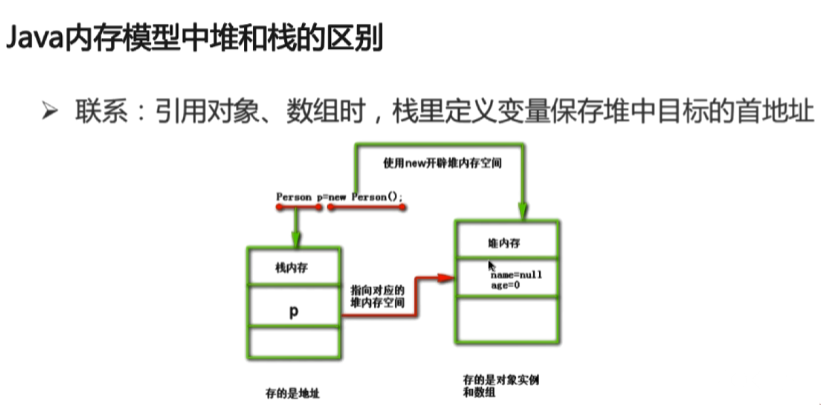 Java内存模型中堆和栈的区别
➢ 联系：引用对象、数组时，栈里定义变量保存堆中目标的首地址
使用new开辟堆内存空间
Person p=new Person();
栈内存
p
指向对应的
堆内存空间
堆内存
name=null
age=0
存的是地址
存的是对象实例
和数组